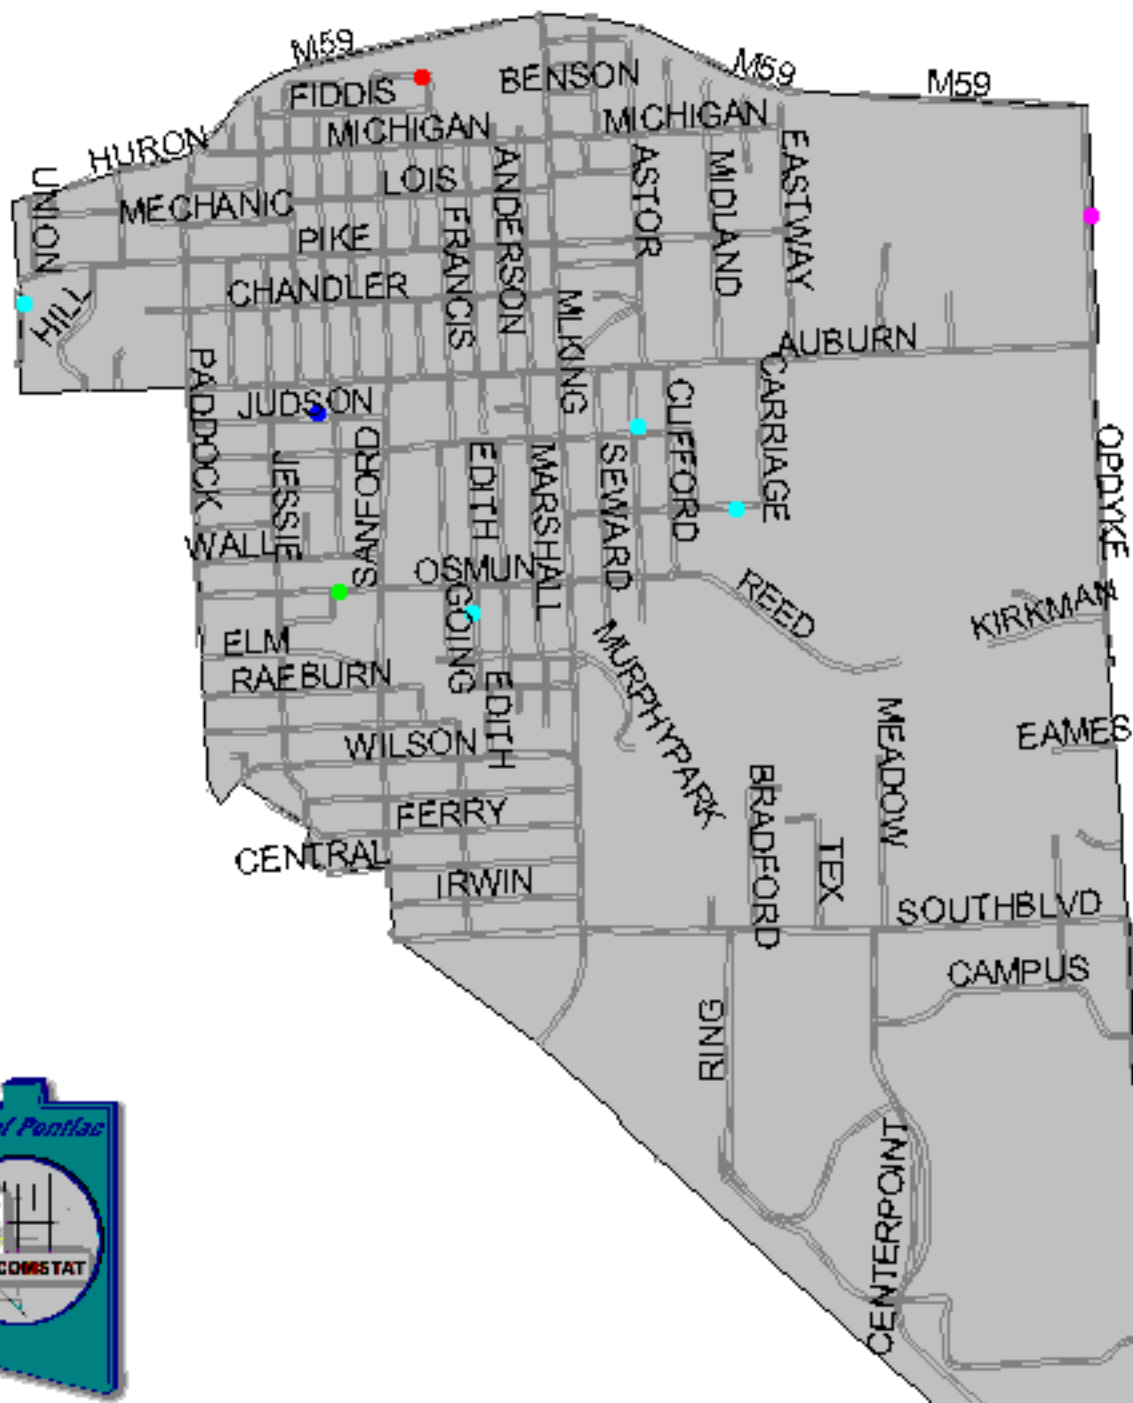 M59
M59
M59
BENSON
FIDDIS
MICHIGAN
MICHIGAN
HURON
UNION
MECHANIC
LOIS
ANDERSON
ASTOR
MIDLAND
EASTWAY
FRANCIS
PIKE
HILL
CHANDLER
MLKING
AUBURN
PADDOCK
JUDSON
CLIFFORD
CARRIAGE
OPDYKE
JESSIE
SANFORD
EDITH
MARSHALL
SEWARD
WALL
OSMUN
GOING
REED
KIRKMAN
ELM
RAEBURN
EDITH
MURPHYPARK
MEADOW
EAMES
WILSON
BRADFORD
FERRY
TEX
CENTRAL
IRWIN
SOUTHBLVD
CAMPUS
RING
CENTERPOINT
Pontiac
COMSTAT